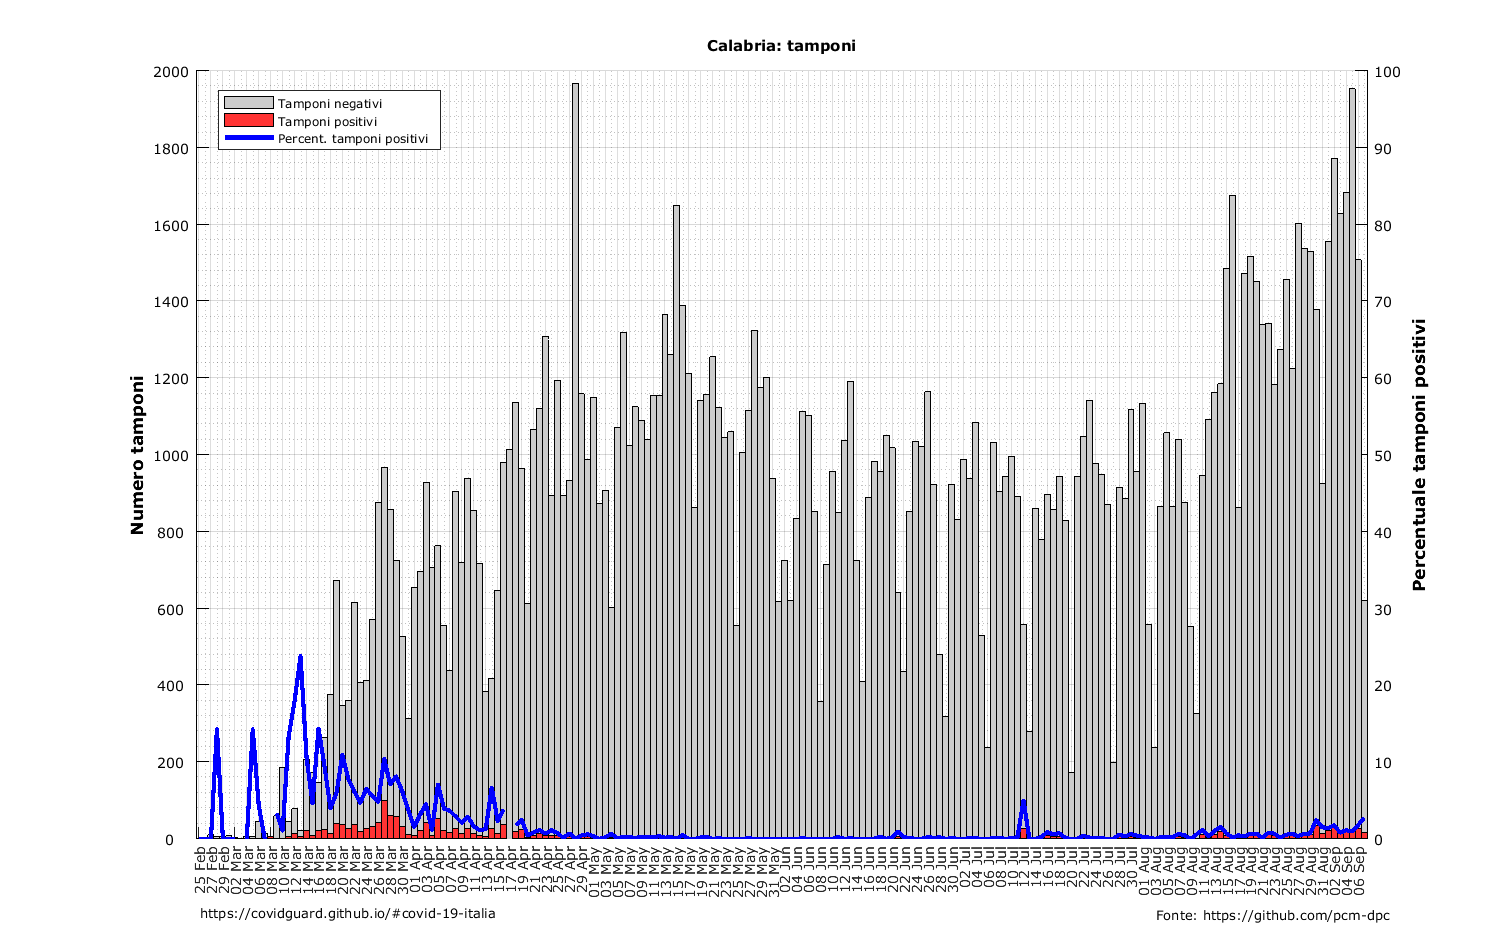 Calabria: tamponi
2000
1800
1600
1400
1200
1000
800
600
400
200
0
100
90
80
70
60
50
40
30
20
10
0
Tamponi negativi
Tamponi positivi
Percent. tamponi positivi
Numero tamponi
Percentuale tamponi positivi
25 Feb
27 Feb
29 Feb
02 Mar
04 Mar
06 Mar
08 Mar
10 Mar
12 Mar
14 Mar
16 Mar
18 Mar
20 Mar
22 Mar
24 Mar
26 Mar
28 Mar
30 Mar
01 Apr
03 Apr
05 Apr
07 Apr
09 Apr
11 Apr
13 Apr
15 Apr
17 Apr
19 Apr
21 Apr
23 Apr
25 Apr
27 Apr
29 Apr
01 May
03 May
05 May
07 May
09 May
11 May
13 May
15 May
17 May
19 May
21 May
23 May
25 May
27 May
29 May
31 May
02 Jun
04 Jun
06 Jun
08 Jun
10 Jun
12 Jun
14 Jun
16 Jun
18 Jun
20 Jun
22 Jun
24 Jun
26 Jun
28 Jun
30 Jun
02 Jul
04 Jul
06 Jul
08 Jul
10 Jul
12 Jul
14 Jul
16 Jul
18 Jul
20 Jul
22 Jul
24 Jul
26 Jul
28 Jul
30 Jul
01 Aug
03 Aug
05 Aug
07 Aug
09 Aug
11 Aug
13 Aug
15 Aug
17 Aug
19 Aug
21 Aug
23 Aug
25 Aug
27 Aug
29 Aug
31 Aug
02 Sep
04 Sep
06 Sep
https://covidguard.github.io/#covid-19-italia
Fonte: https://github.com/pcm-dpc